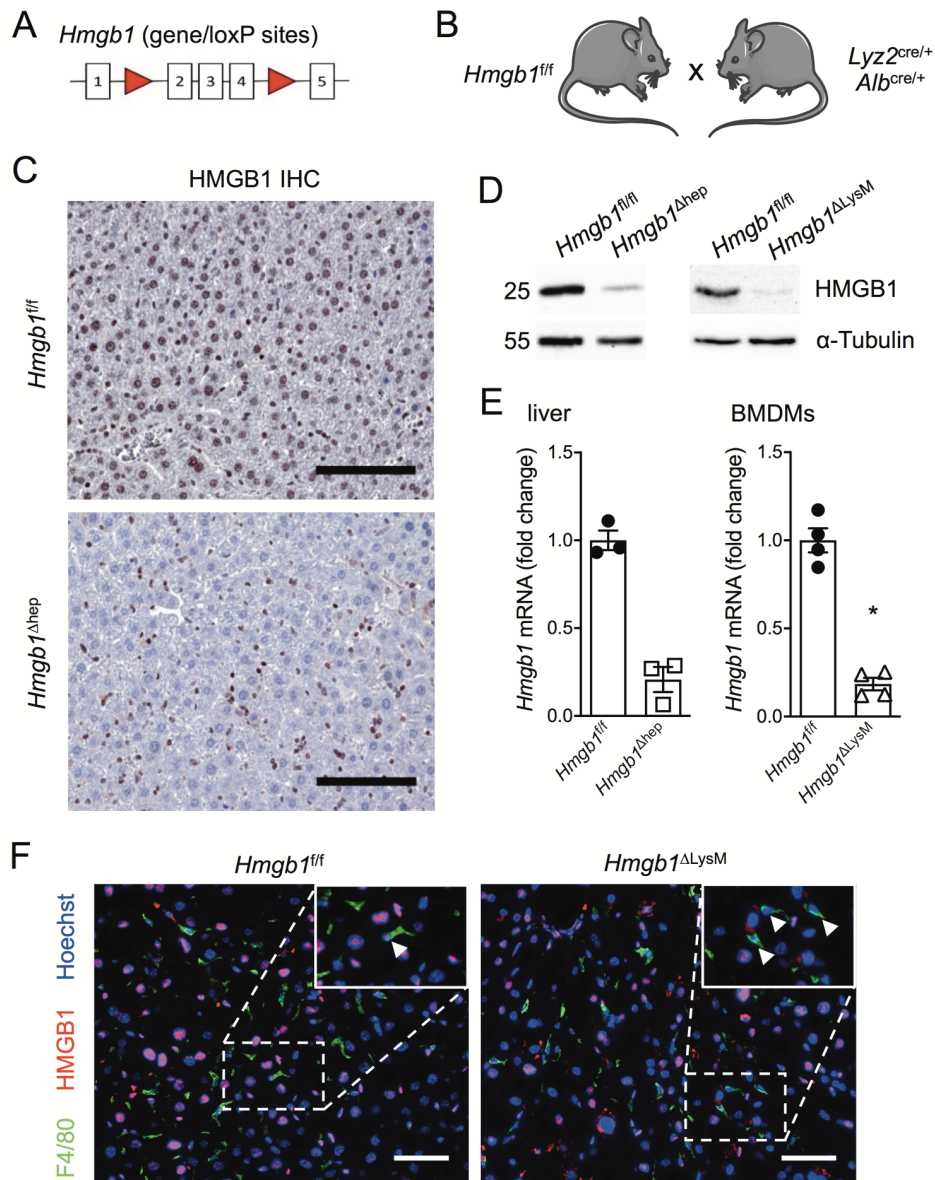 A
Hmgb1 (gene/loxP sites)
1 2 3 4 5
B
Hmgb1f/f
x
Lyz2cre/+
Albcre/+
C
HMGB1 IHC
Hmgb1f/f
Hmgb1Δhep
D
Hmgb1fl/fl
Hmgb1Δhep
Hmgb1fl/fl
Hmgb1ΔLysM
25
HMGB1
55
α-Tubulin
E
liver
Hmgb1 mRNA (fold change)
1.5
1.0
0.5
0.0
Hmgb1f/f
Hmgb1Δhep
BMDMs
Hmgb1 mRNA (fold change)
1.5
1.0
0.5
0.0
*
Hmgb1f/f
Hmgb1ΔLysM
F
Hmgb1f/f
Hmgb1ΔLysM
F4/80 HMGB1 Hoechst